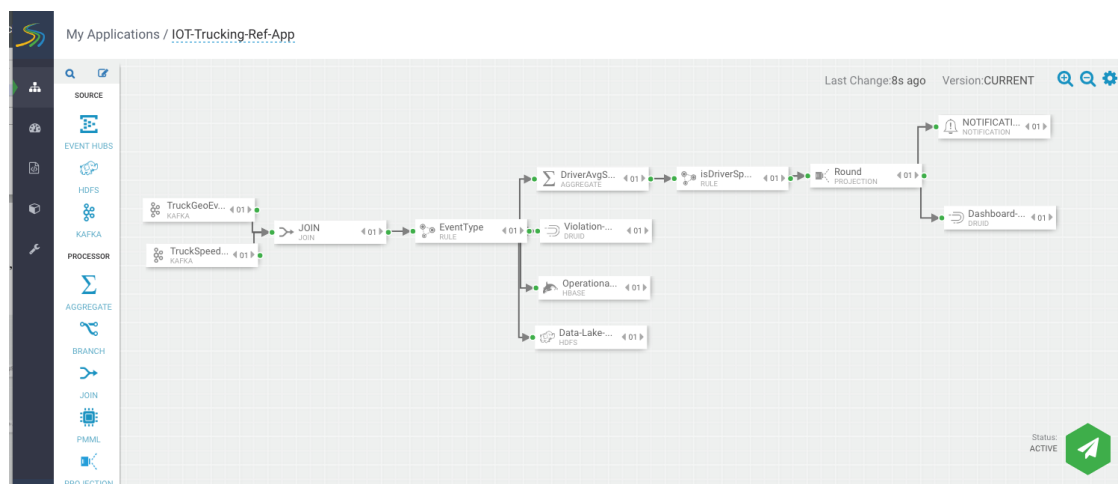 My Applications / IOT-Trucking-Ref-App
Last Change:8s ago Version:CURRENT
SOURCE
EVENT HUBS
HDFS
KAFKA
PROCESSOR
AGGREGATE
BRANCH
JOIN
PMML
PROJECTION
TruckGeoEv... 01
KAFKA
TruckSpeed... 01
KAFKA
JOIN 01
JOIN
EventType 01
RULE
DriverAvgS... 01
AGGREGATE
Violation-... 01
DRUID
Operationa... 01
HBASE
Data-Lake-... 01
HDFS
isDriverSp... 01
RULE
Round 01
PROJECTION
NOTIFICATI... 01
NOTIFICATION
Dashboard-... 01
DRUID
Status:
ACTIVE